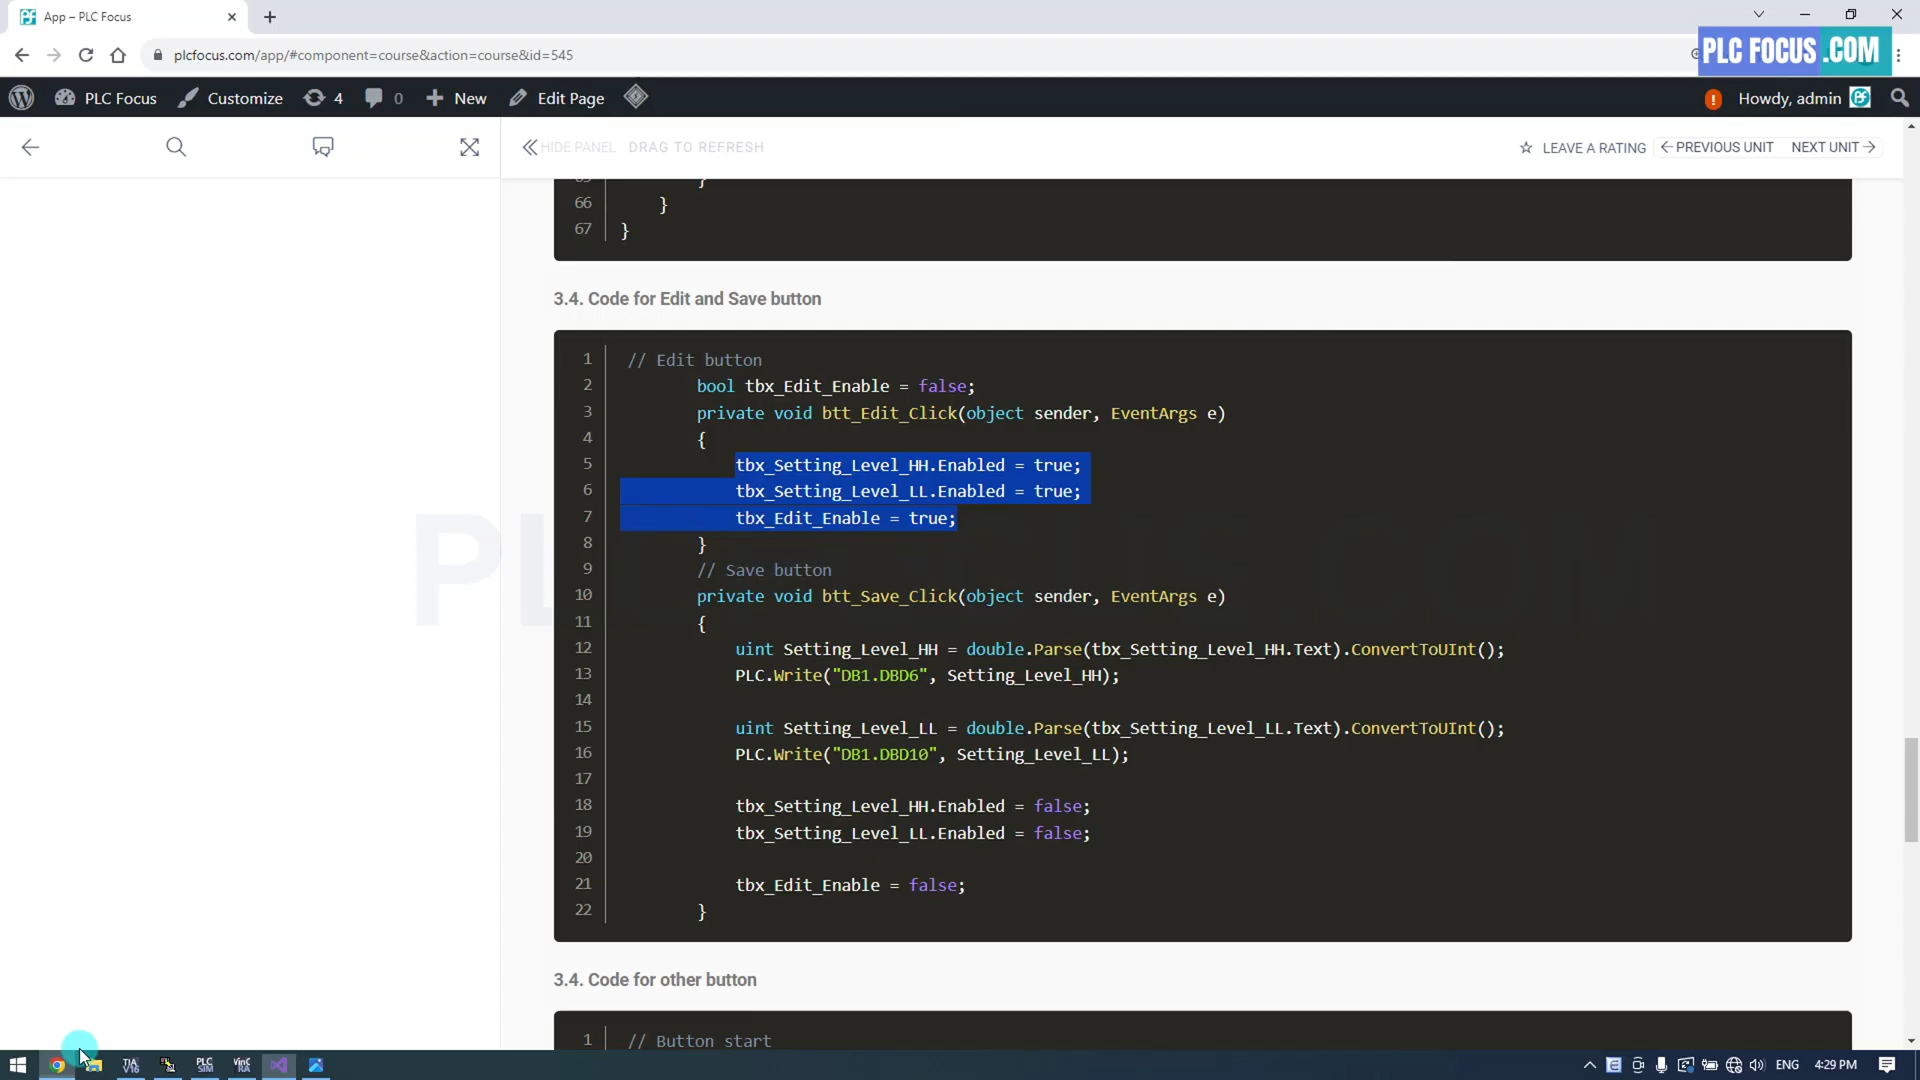 App – PLC Focus
plcfocus.com/app/#component=course&action=course&id=545
PLC FOCUS .COM
PLC Focus
Customize
4
0
New
Edit Page
Howdy, admin
HIDE PANEL
DRAG TO REFRESH
LEAVE A RATING
PREVIOUS UNIT
NEXT UNIT
65 }
66 }
67 }
3.4. Code for Edit and Save button
1 // Edit button
2 bool tbx_Edit_Enable = false;
3 private void btt_Edit_Click(object sender, EventArgs e)
4 {
5 tbx_Setting_Level_HH.Enabled = true;
6 tbx_Setting_Level_LL.Enabled = true;
7 tbx_Edit_Enable = true;
8 }
9 // Save button
10 private void btt_Save_Click(object sender, EventArgs e)
11 {
12 uint Setting_Level_HH = double.Parse(tbx_Setting_Level_HH.Text).ConvertToUInt();
13 PLC.Write("DB1.DBD6", Setting_Level_HH);
14
15 uint Setting_Level_LL = double.Parse(tbx_Setting_Level_LL.Text).ConvertToUInt();
16 PLC.Write("DB1.DBD10", Setting_Level_LL);
17
18 tbx_Setting_Level_HH.Enabled = false;
19 tbx_Setting_Level_LL.Enabled = false;
20
21 tbx_Edit_Enable = false;
22 }
PLCFOCUS.COM
3.4. Code for other button
1 // Button start
TIA V16
PLC SIM
ENG
4:29 PM